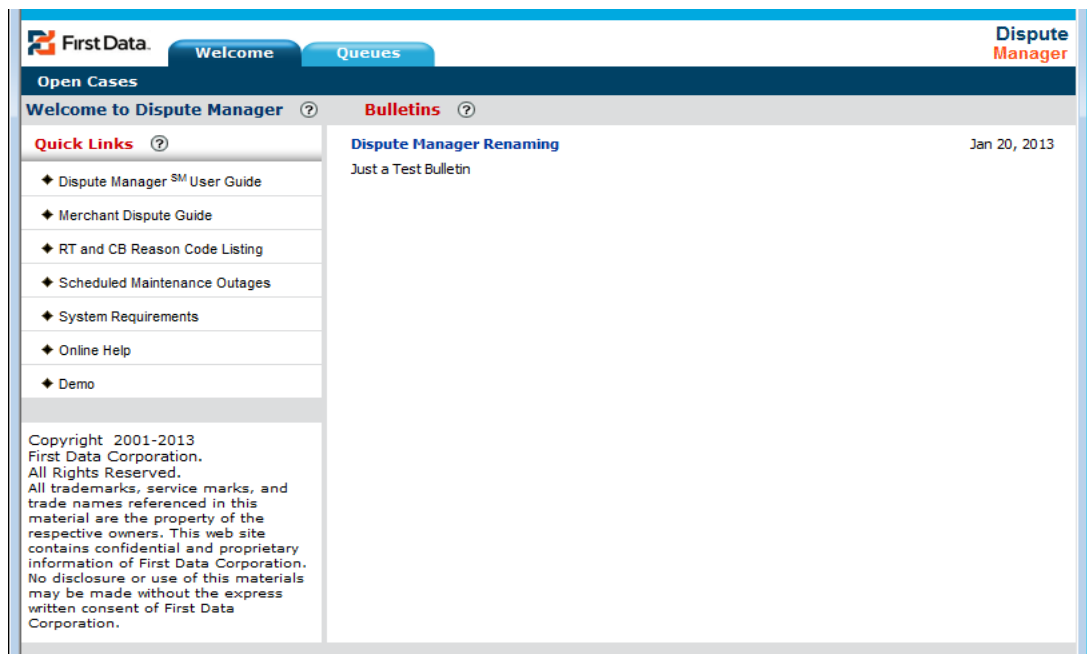 First Data.
Welcome
Queues
Dispute
Manager
Open Cases
Welcome to Dispute Manager ?
Bulletins ?
Quick Links ?
Dispute Manager SM User Guide
Merchant Dispute Guide
RT and CB Reason Code Listing
Scheduled Maintenance Outages
System Requirements
Online Help
Demo
Dispute Manager Renaming
Jan 20, 2013
Just a Test Bulletin
Copyright 2001-2013
First Data Corporation.
All Rights Reserved.
All trademarks, service marks, and
trade names referenced in this
material are the property of the
respective owners. This web site
contains confidential and proprietary
information of First Data Corporation.
No disclosure or use of this materials
may be made without the express
written consent of First Data
Corporation.